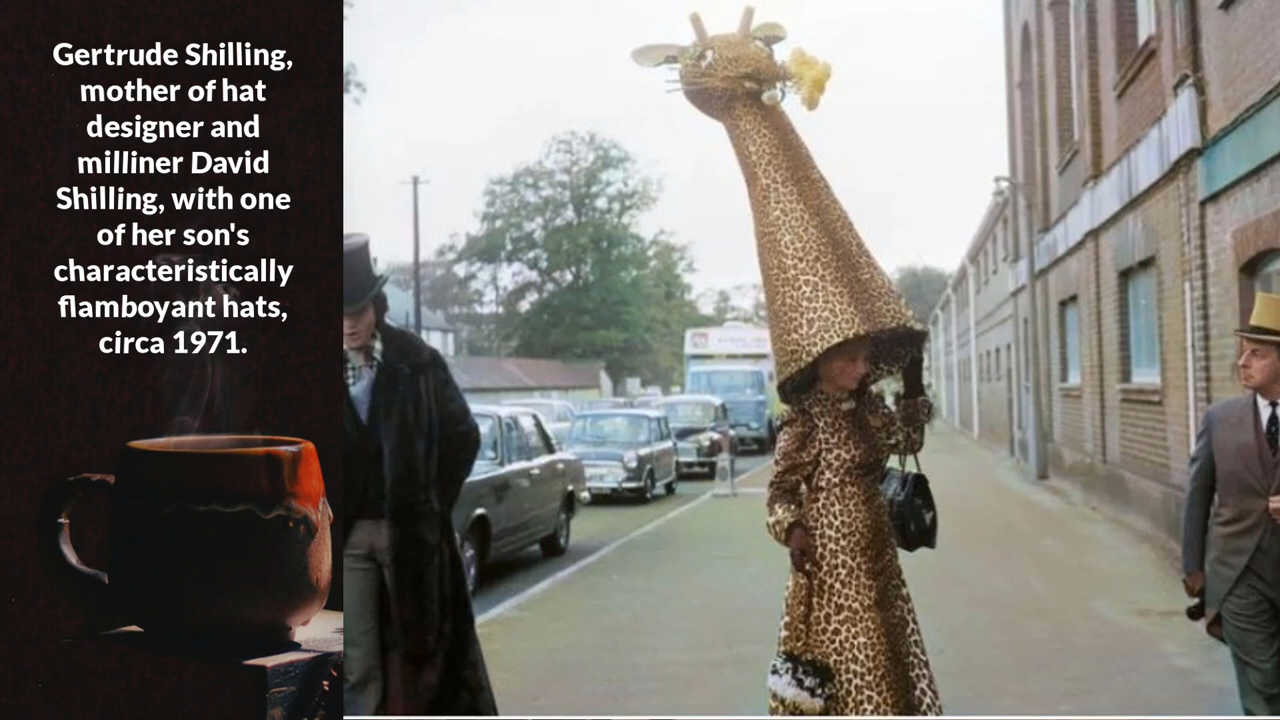 Gertrude Shilling,
mother of hat
designer and
milliner David
Shilling, with one
of her son's
characteristically
flamboyant hats,
circa 1971.